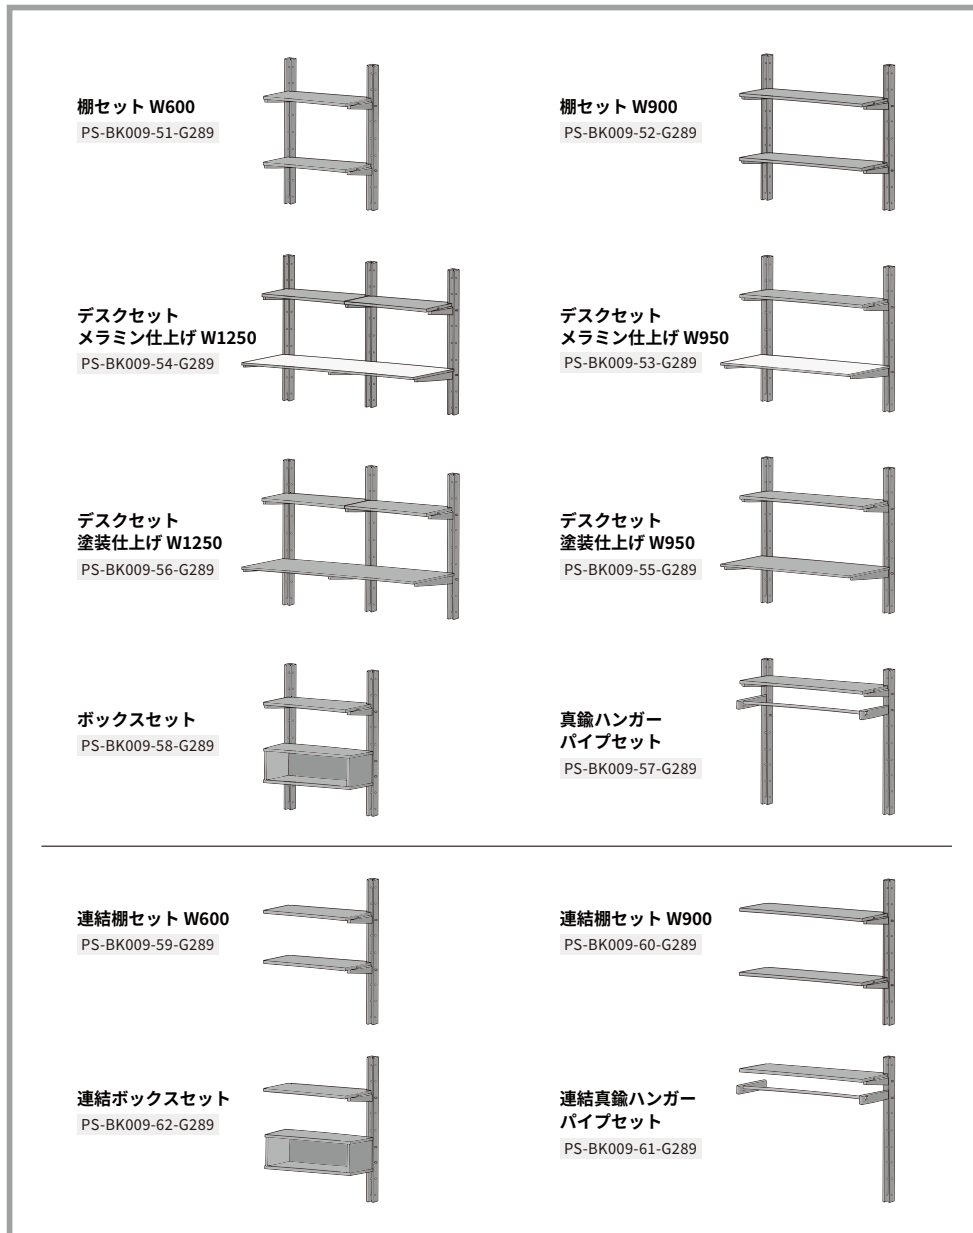 棚セット W600
PS-BK009-51-G289
棚セット W900
PS-BK009-52-G289
デスクセット
メラミン仕上げ W1250
PS-BK009-54-G289
デスクセット
メラミン仕上げ W950
PS-BK009-53-G289
デスクセット
塗装仕上げ W1250
PS-BK009-56-G289
デスクセット
塗装仕上げ W950
PS-BK009-55-G289
ボックスセット
PS-BK009-58-G289
真鍮ハンガー
パイプセット
PS-BK009-57-G289
連結棚セット W600
PS-BK009-59-G289
連結棚セット W900
PS-BK009-60-G289
連結ボックスセット
PS-BK009-62-G289
連結真鍮ハンガー
パイプセット
PS-BK009-61-G289